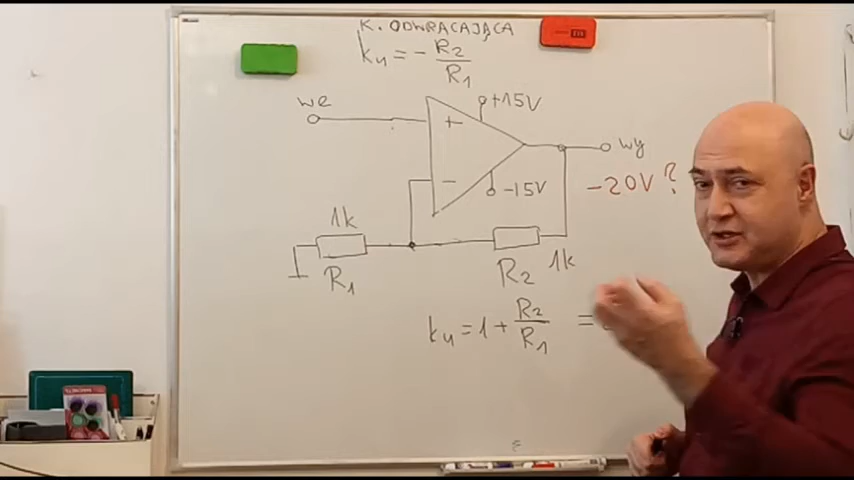 K. ODWRACAJĄCA
ku = - R2/R1
we
+
+15V
wy
-
-15V
-20V?
1k
R1
R2
1k
ku = 1 + R2/R1 =